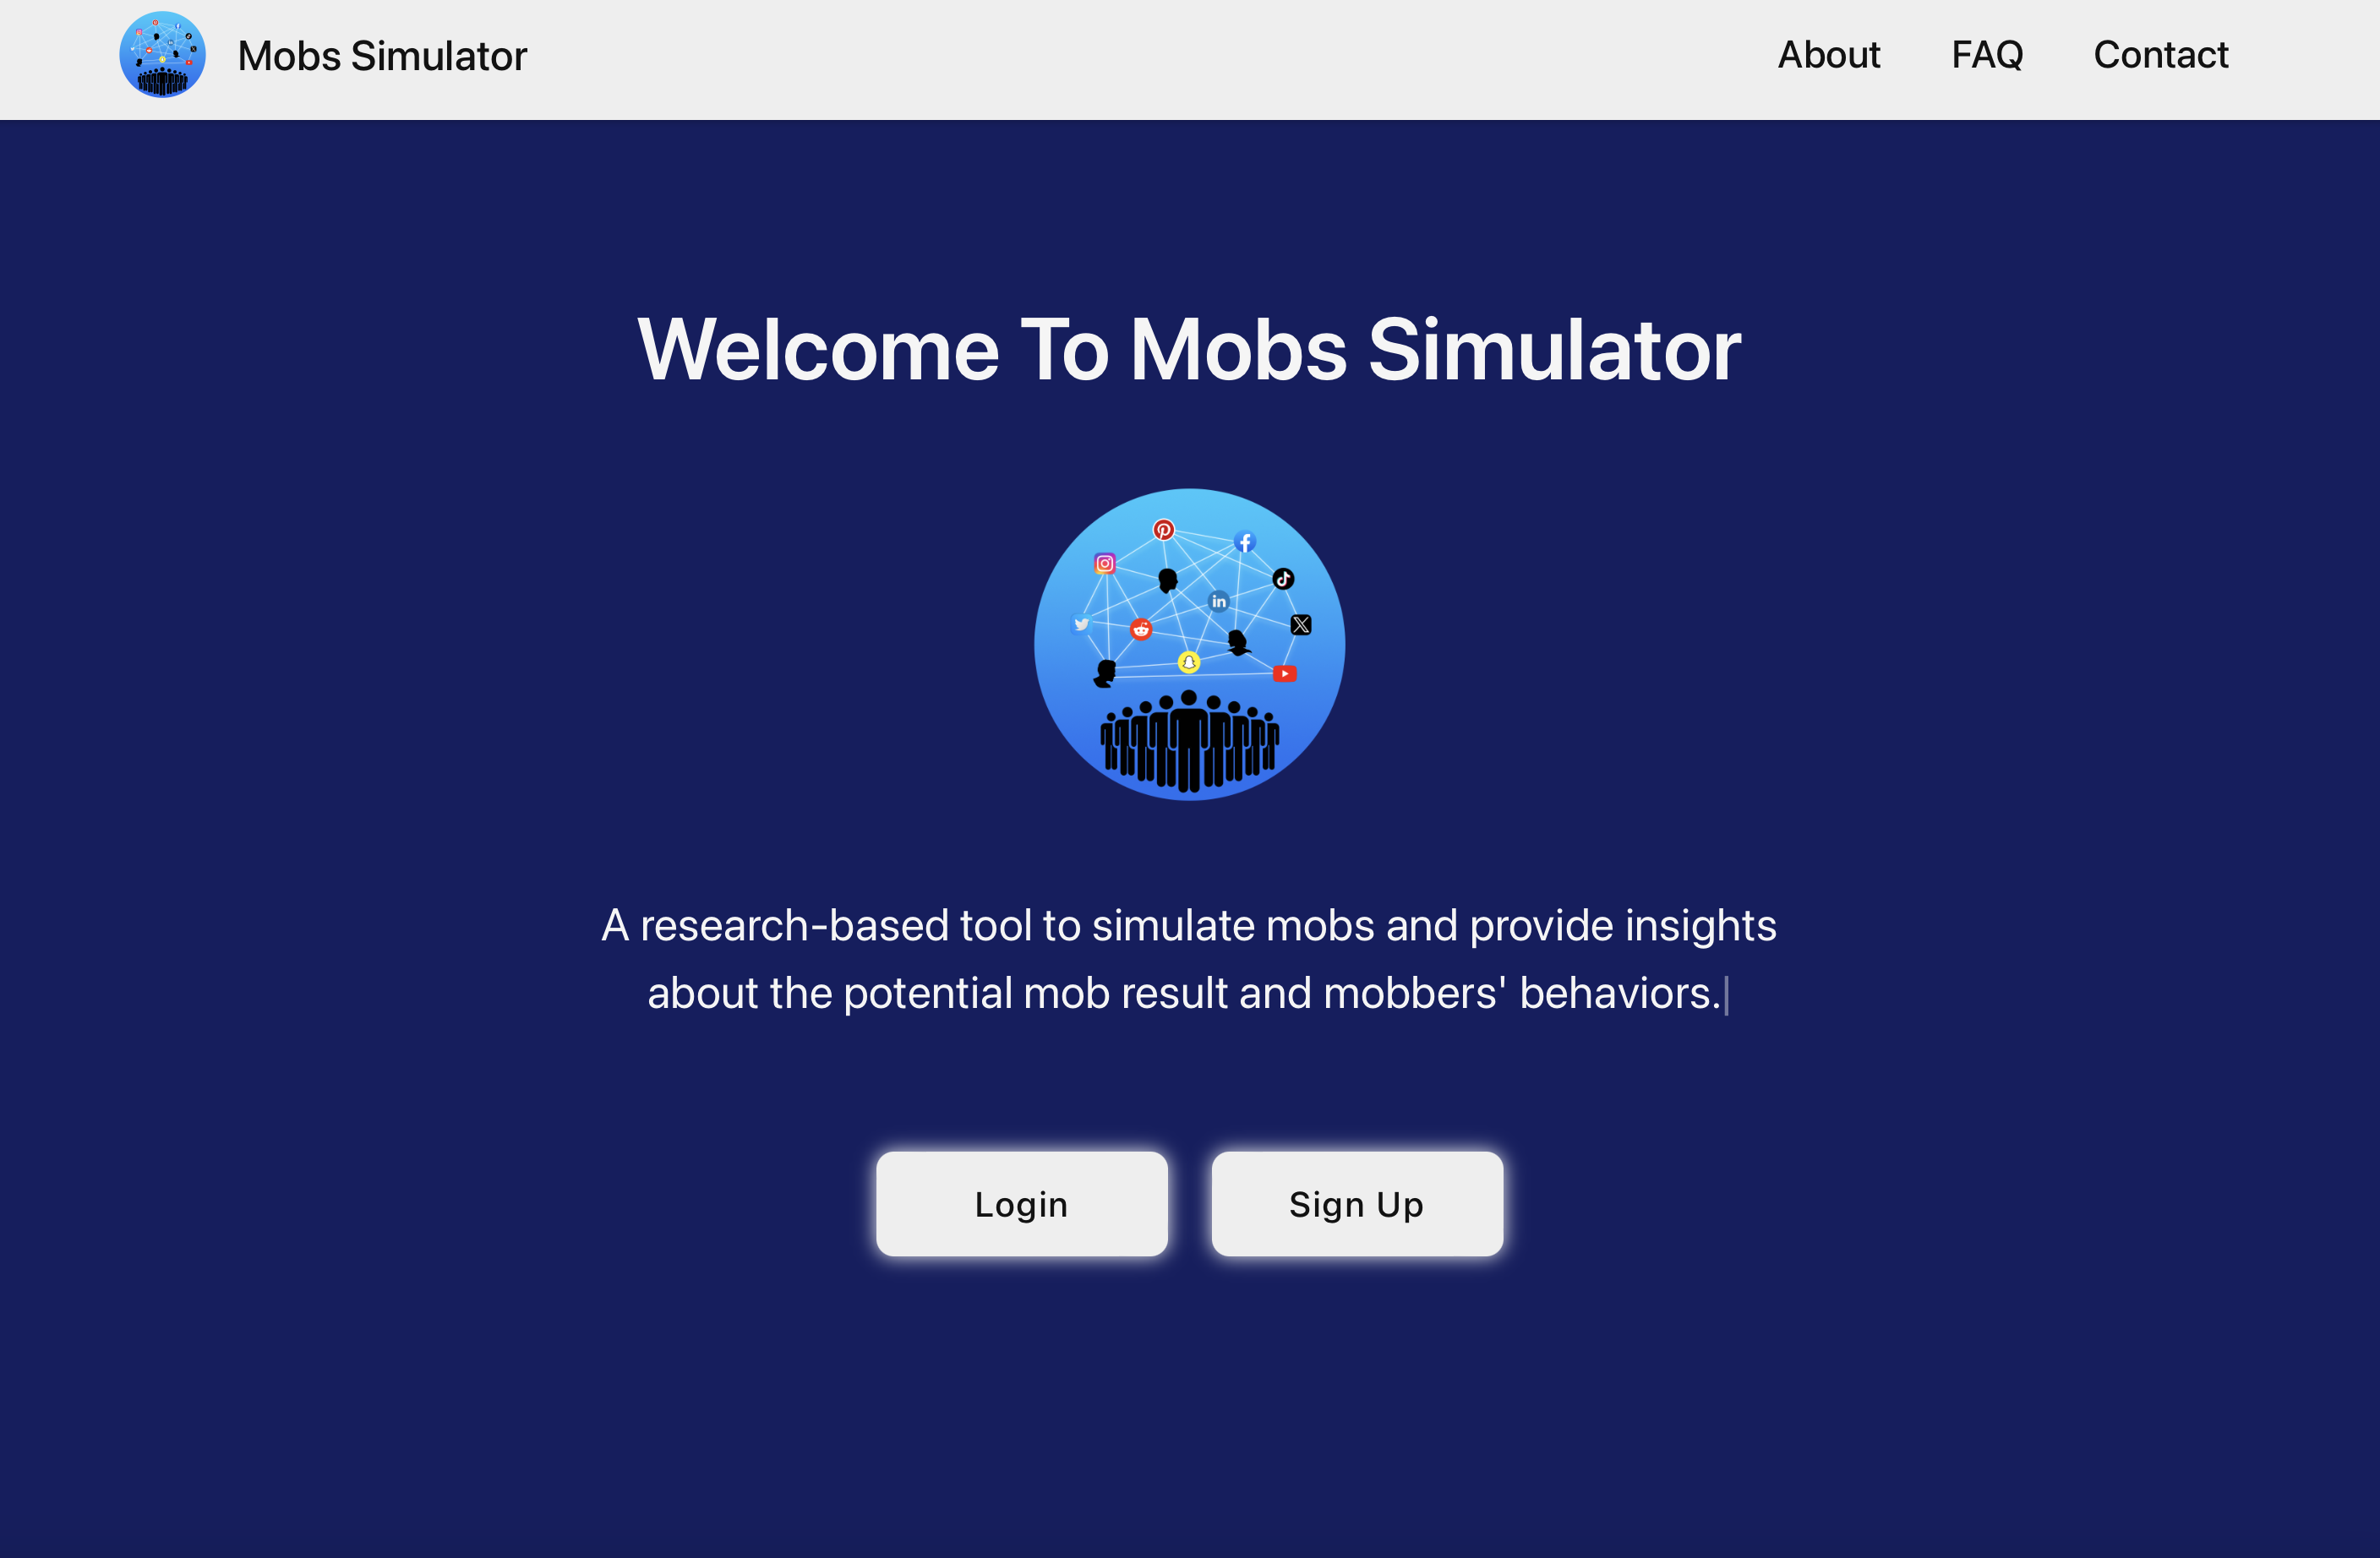 Mobs Simulator
About
FAQ
Contact
Welcome To Mobs Simulator
in
A research-based tool to simulate mobs and provide insights
about the potential mob result and mobbers' behaviors.
Login
Sign Up